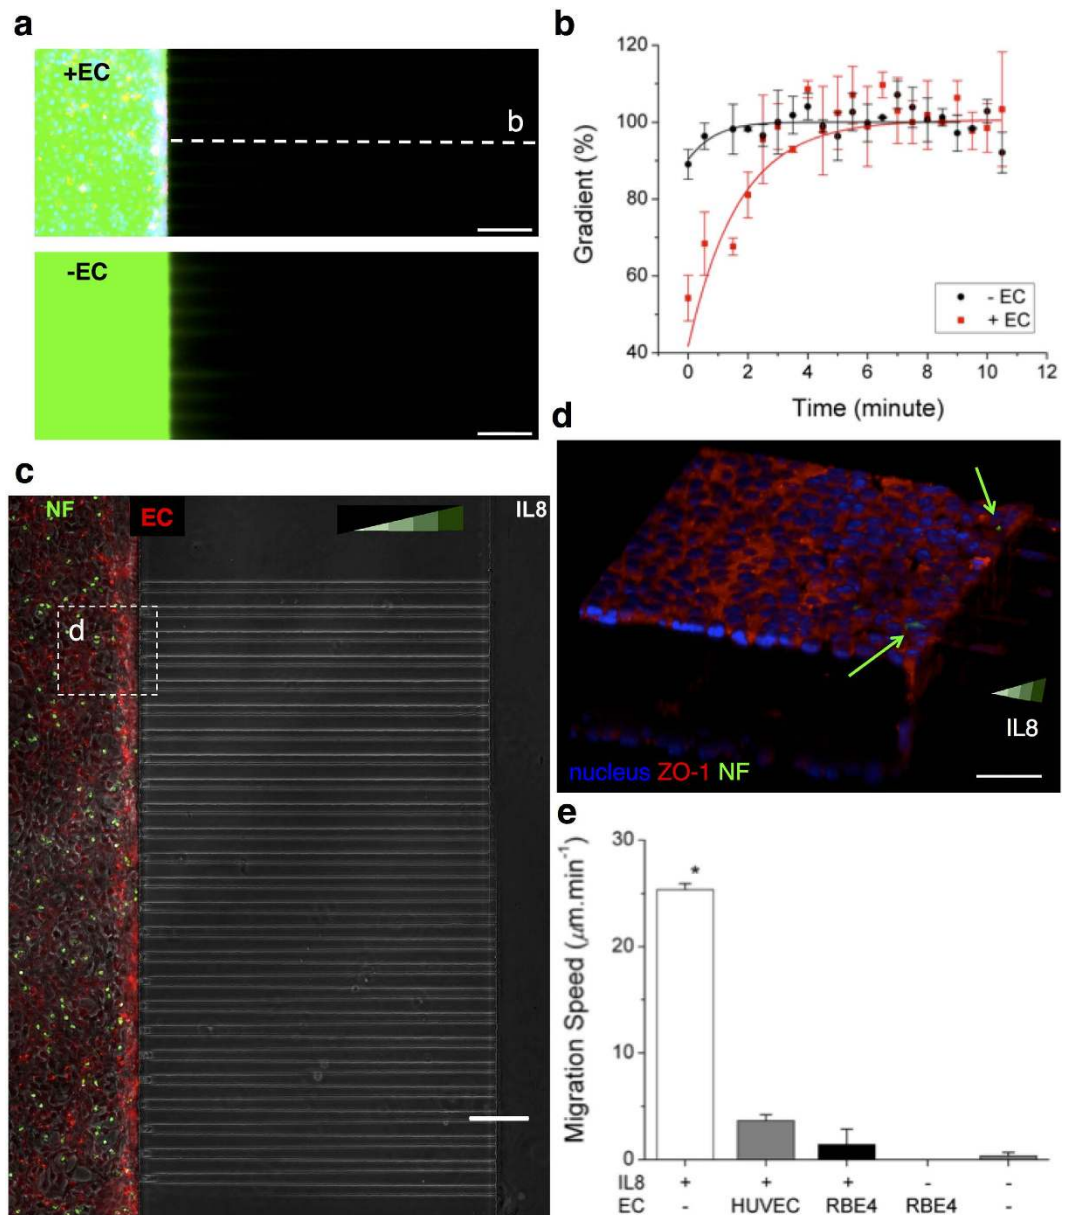 a
+EC
b
-EC
b
120
100
80
60
40
Gradient (%)
- EC
+ EC
0 2 4 6 8 10 12
Time (minute)
c
NF EC IL8
d
d
IL8
nucleus ZO-1 NF
e
30
20
10
0
Migration Speed (μm.min⁻¹)
*
IL8 + + + - -
EC - HUVEC RBE4 RBE4 -